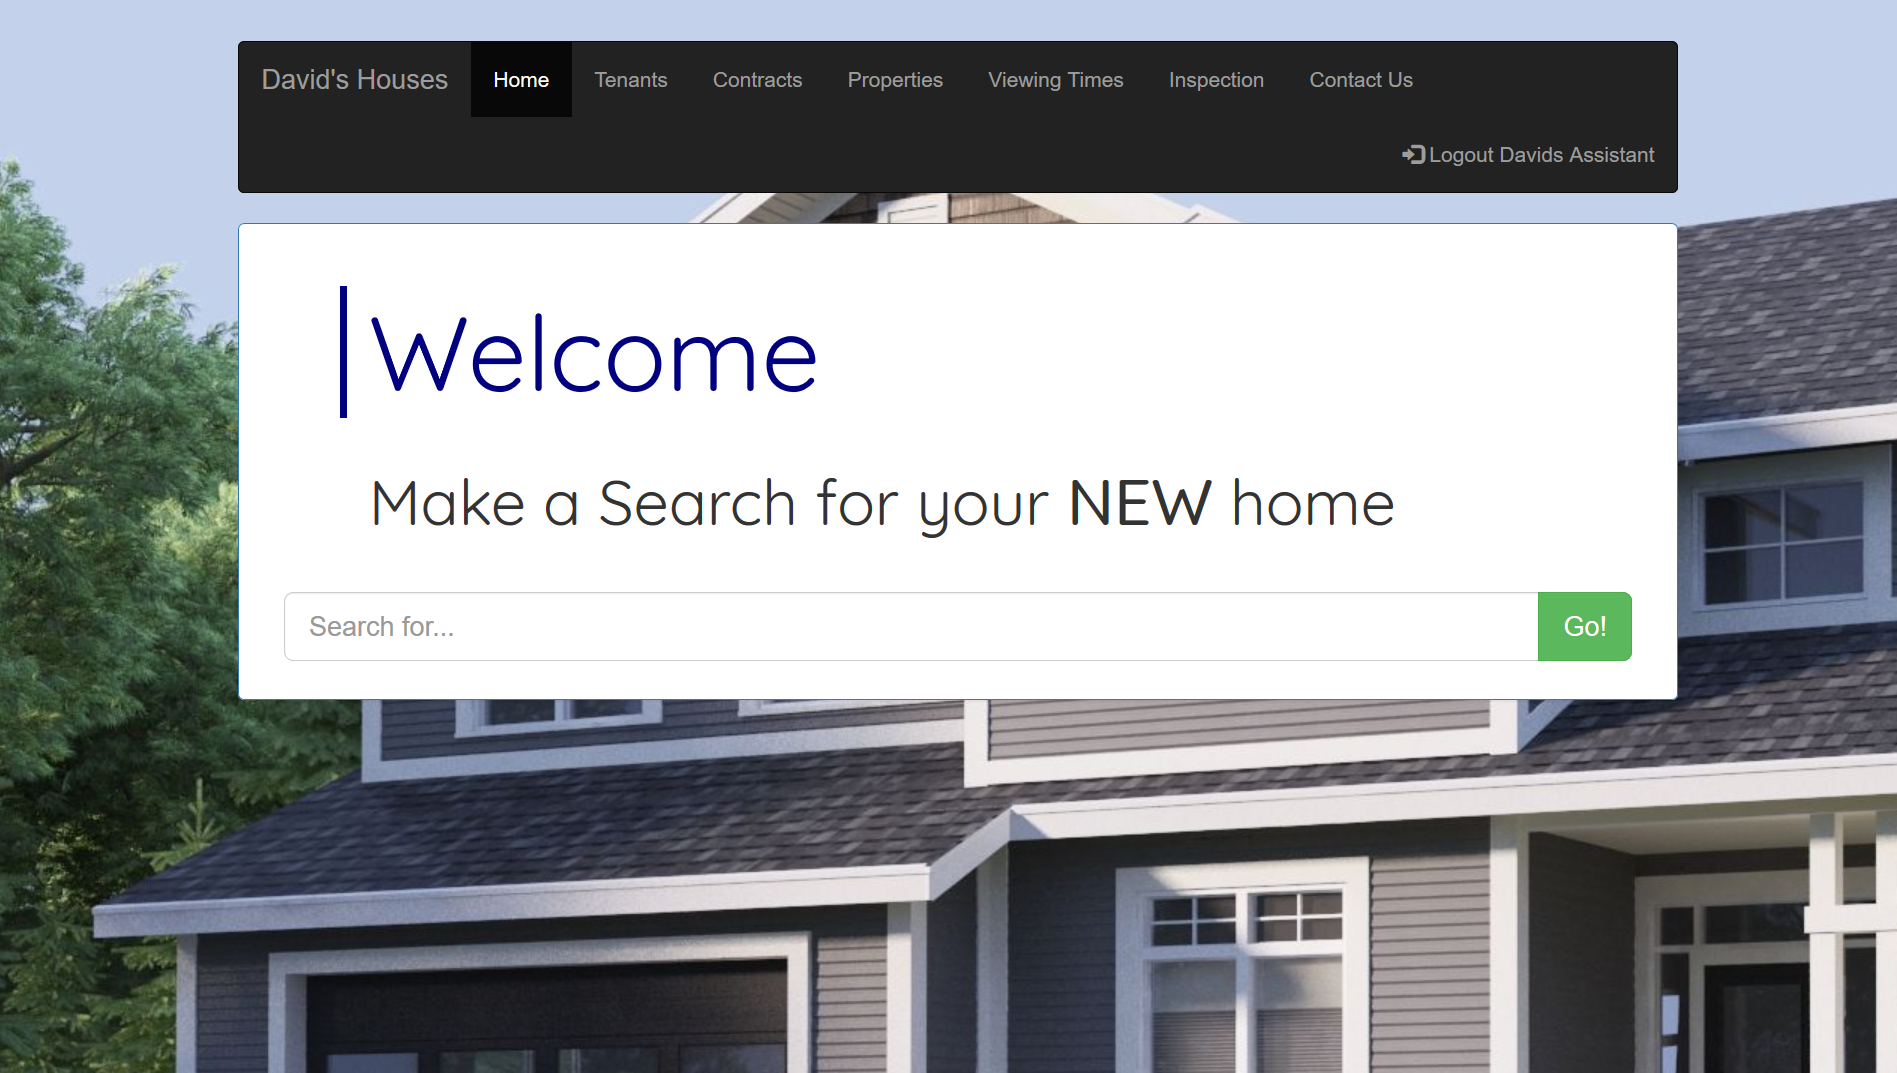 David's Houses Home Tenants Contracts Properties Viewing Times Inspection Contact Us
Logout Davids Assistant
Welcome
Make a Search for your NEW home
Search for... Go!